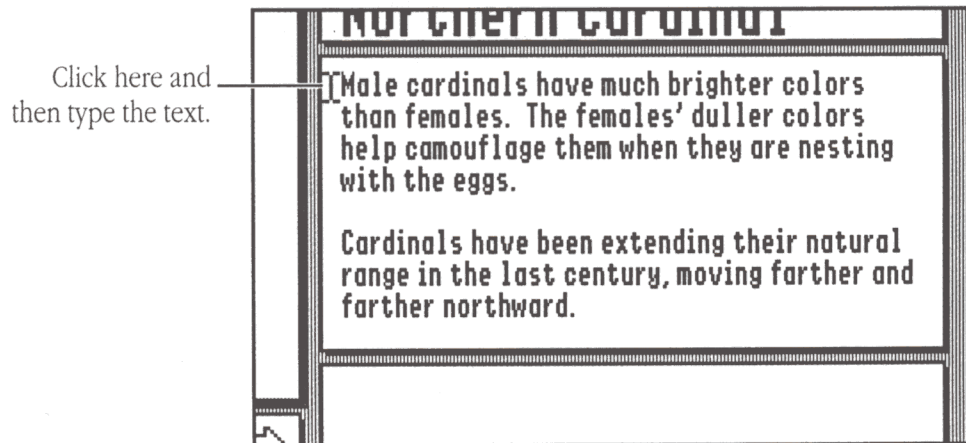 Northern Cardinal
Click here and
then type the text.
Male cardinals have much brighter colors
than females.  The females' duller colors
help camouflage them when they are nesting
with the eggs.
Cardinals have been extending their natural
range in the last century, moving farther and
farther northward.